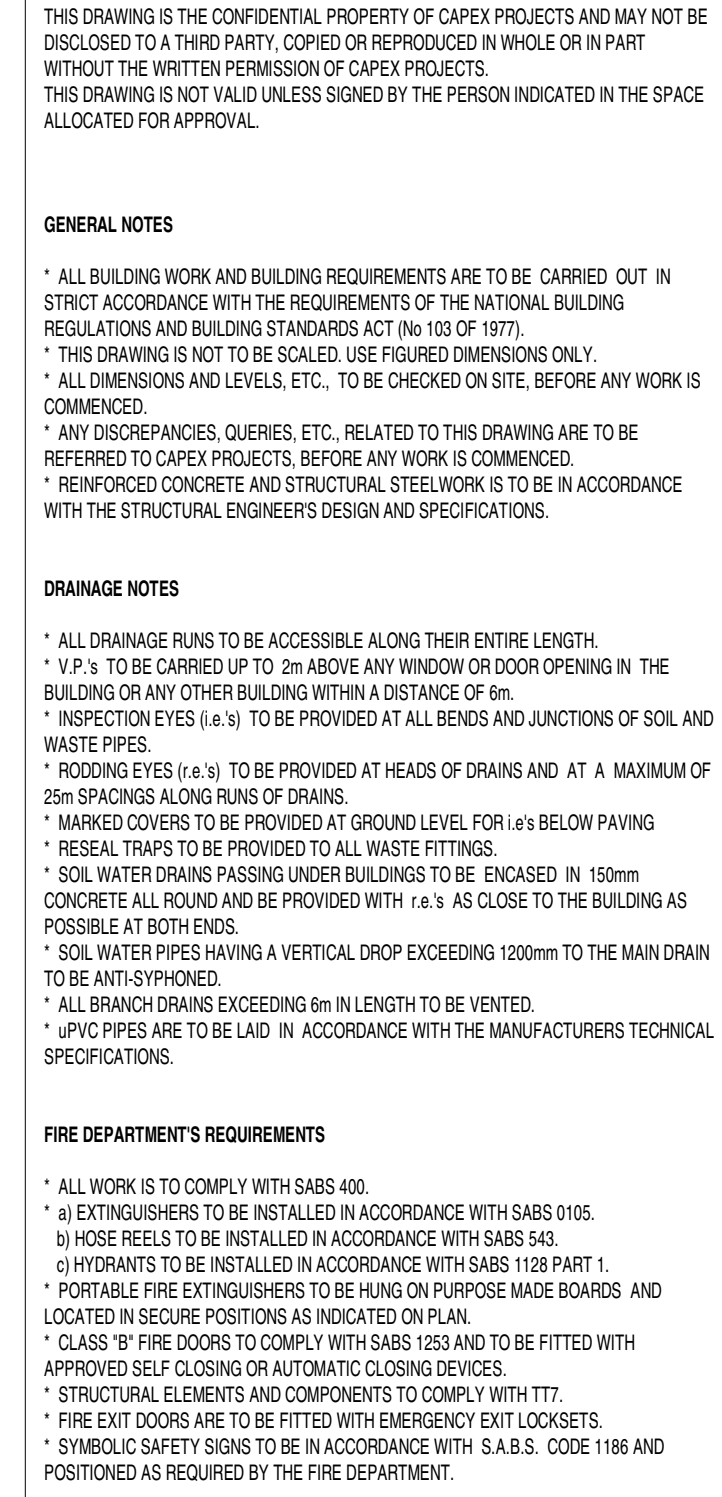 THIS DRAWING IS THE CONFIDENTIAL PROPERTY OF CAPEX PROJECTS AND MAY NOT BE
DISCLOSED TO A THIRD PARTY, COPIED OR REPRODUCED IN WHOLE OR IN PART
WITHOUT THE WRITTEN PERMISSION OF CAPEX PROJECTS.
THIS DRAWING IS NOT VALID UNLESS SIGNED BY THE PERSON INDICATED IN THE SPACE
ALLOCATED FOR APPROVAL.
GENERAL NOTES
* ALL BUILDING WORK AND BUILDING REQUIREMENTS ARE TO BE CARRIED OUT IN
STRICT ACCORDANCE WITH THE REQUIREMENTS OF THE NATIONAL BUILDING
REGULATIONS AND BUILDING STANDARDS ACT (No 103 OF 1977).
* THIS DRAWING IS NOT TO BE SCALED. USE FIGURED DIMENSIONS ONLY.
* ALL DIMENSIONS AND LEVELS, ETC., TO BE CHECKED ON SITE, BEFORE ANY WORK IS
COMMENCED.
* ANY DISCREPANCIES, QUERIES, ETC., RELATED TO THIS DRAWING ARE TO BE
REFERRED TO CAPEX PROJECTS, BEFORE ANY WORK IS COMMENCED.
* REINFORCED CONCRETE AND STRUCTURAL STEELWORK IS TO BE IN ACCORDANCE
WITH THE STRUCTURAL ENGINEER'S DESIGN AND SPECIFICATIONS.
DRAINAGE NOTES
* ALL DRAINAGE RUNS TO BE ACCESSIBLE ALONG THEIR ENTIRE LENGTH.
* V.P.'s TO BE CARRIED UP TO 2m ABOVE ANY WINDOW OR DOOR OPENING IN THE
BUILDING OR ANY OTHER BUILDING WITHIN A DISTANCE OF 6m.
* INSPECTION EYES (i.e.'s) TO BE PROVIDED AT ALL BENDS AND JUNCTIONS OF SOIL AND
WASTE PIPES.
* RODDING EYES (r.e.'s) TO BE PROVIDED AT HEADS OF DRAINS AND AT A MAXIMUM OF
25m SPACINGS ALONG RUNS OF DRAINS.
* MARKED COVERS TO BE PROVIDED AT GROUND LEVEL FOR i.e's BELOW PAVING
* RESEAL TRAPS TO BE PROVIDED TO ALL WASTE FITTINGS.
* SOIL WATER DRAINS PASSING UNDER BUILDINGS TO BE ENCASED IN 150mm
CONCRETE ALL ROUND AND BE PROVIDED WITH r.e.'s AS CLOSE TO THE BUILDING AS
POSSIBLE AT BOTH ENDS.
* SOIL WATER PIPES HAVING A VERTICAL DROP EXCEEDING 1200mm TO THE MAIN DRAIN
TO BE ANTI-SYPHONED.
* ALL BRANCH DRAINS EXCEEDING 6m IN LENGTH TO BE VENTED.
* uPVC PIPES ARE TO BE LAID IN ACCORDANCE WITH THE MANUFACTURERS TECHNICAL
SPECIFICATIONS.
FIRE DEPARTMENT'S REQUIREMENTS
* ALL WORK IS TO COMPLY WITH SABS 400.
* a) EXTINGUISHERS TO BE INSTALLED IN ACCORDANCE WITH SABS 0105.
b) HOSE REELS TO BE INSTALLED IN ACCORDANCE WITH SABS 543.
c) HYDRANTS TO BE INSTALLED IN ACCORDANCE WITH SABS 1128 PART 1.
* PORTABLE FIRE EXTINGUISHERS TO BE HUNG ON PURPOSE MADE BOARDS AND
LOCATED IN SECURE POSITIONS AS INDICATED ON PLAN.
* CLASS "B" FIRE DOORS TO COMPLY WITH SABS 1253 AND TO BE FITTED WITH
APPROVED SELF CLOSING OR AUTOMATIC CLOSING DEVICES.
* STRUCTURAL ELEMENTS AND COMPONENTS TO COMPLY WITH TT7.
* FIRE EXIT DOORS ARE TO BE FITTED WITH EMERGENCY EXIT LOCKSETS.
* SYMBOLIC SAFETY SIGNS TO BE IN ACCORDANCE WITH S.A.B.S. CODE 1186 AND
POSITIONED AS REQUIRED BY THE FIRE DEPARTMENT.